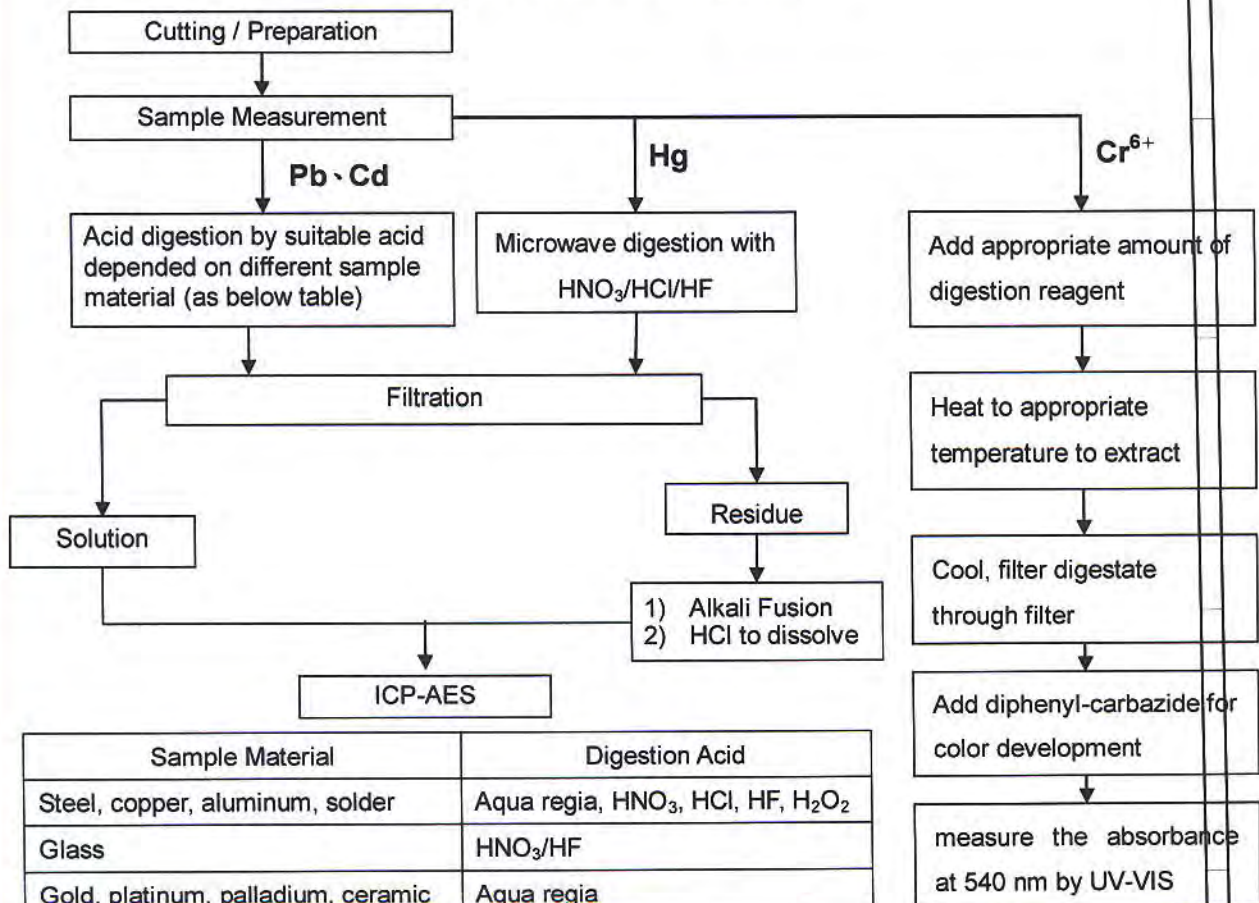 Cutting / Preparation
Sample Measurement
Pb、Cd
Hg
Cr⁶⁺
Acid digestion by suitable acid
depended on different sample
material (as below table)
Microwave digestion with
HNO₃/HCl/HF
Add appropriate amount of
digestion reagent
Filtration
Heat to appropriate
temperature to extract
Solution
Residue
Cool, filter digestate
through filter
1) Alkali Fusion
2) HCl to dissolve
ICP-AES
Add diphenyl-carbazide for
color development
measure the absorbance
at 540 nm by UV-VIS
Sample Material	Digestion Acid
Steel, copper, aluminum, solder	Aqua regia, HNO₃, HCl, HF, H₂O₂
Glass	HNO₃/HF
Gold, platinum, palladium, ceramic	Aqua regia